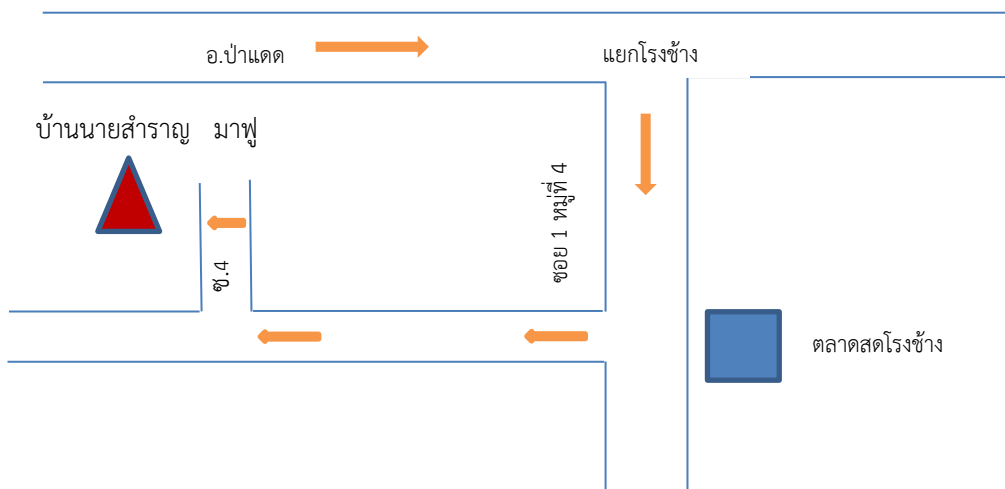 อ.ป่าแดด
แยกโรงช้าง
บ้านนายสำราญ มาฟู
ซอย 1 หมู่ที่ 4
ซ.4
ตลาดสดโรงช้าง